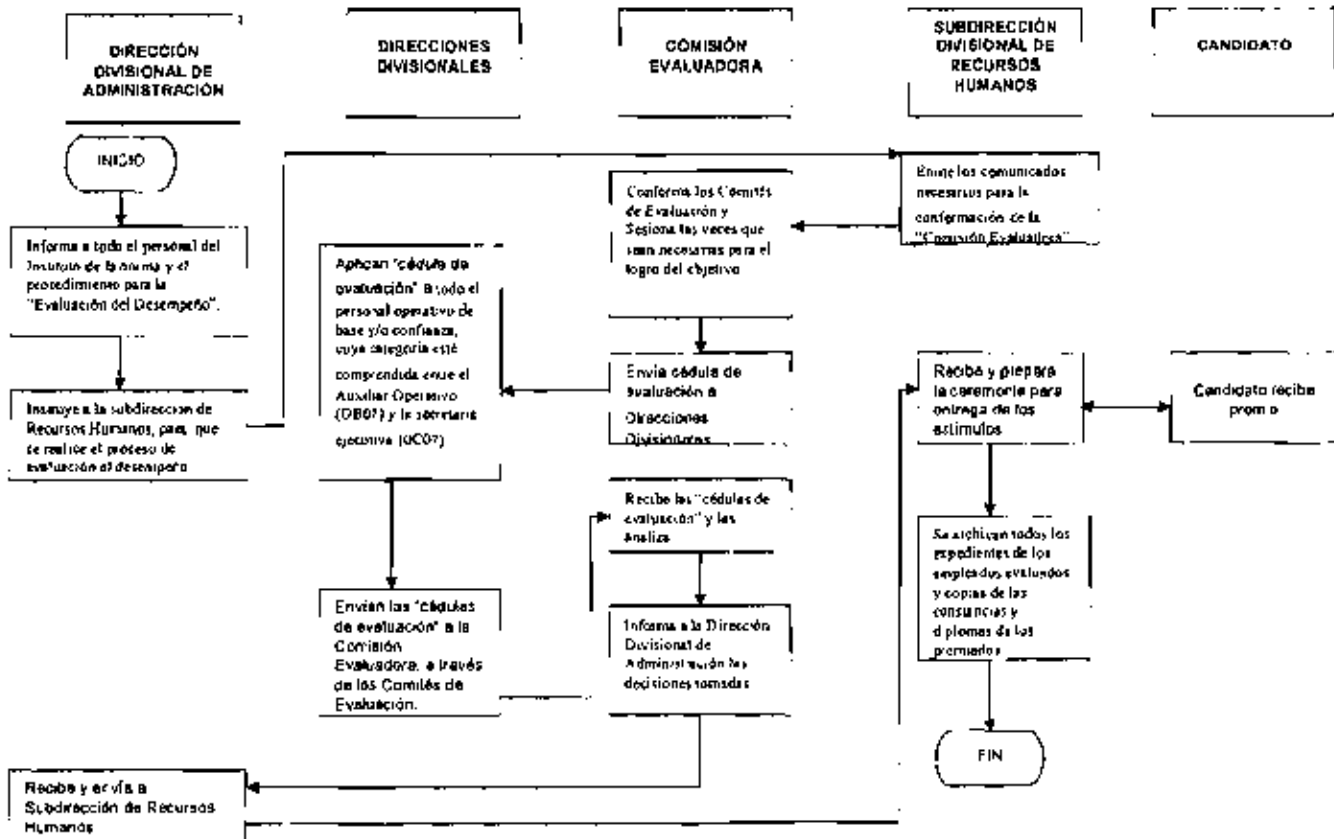 DIRECCIÓN
DIVISIONAL DE
ADMINISTRACIÓN
DIRECCIONES
DIVISIONALES
COMISIÓN
EVALUADORA
SUBDIRECCIÓN
DIVISIONAL DE
RECURSOS
HUMANOS
CANDIDATO
INICIO
Informa a todo el personal del
Instituto de la norma y el
procedimiento para la
"Evaluación del Desempeño".
Instruye a la subdirección de
Recursos Humanos, para que
se realice el proceso de
evaluación al desempeño
Aplican "cédula de
evaluación" a todo el
personal operativo de
base y/o confianza,
cuya categoría esté
comprendida entre el
Auxiliar Operativo
y la secretaria
ejecutiva
Envían las "cédulas
de evaluación" a la
Comisión
Evaluadora, a través
de los Comités de
Evaluación.
Conforma los Comités
de Evaluación y
Sesiona las veces que
sean necesarias para el
logro del objetivo
Envía cédula de
evaluación a
Direcciones
Divisionales
Recibe las "cédulas de
evaluación" y las
analiza
Informa a la Dirección
Divisional de
Administración las
decisiones tomadas
Emite los comunicados
necesarios para la
conformación de la
"Comisión Evaluadora"
Recibe y prepara
la ceremonia para
entrega de los
estímulos
Candidato recibe
premio
Se archivan todos los
expedientes de los
empleados evaluados
y copias de las
constancias y
diplomas de los
premiados
FIN
Recibe y envía a
Subdirección de Recursos
Humanos